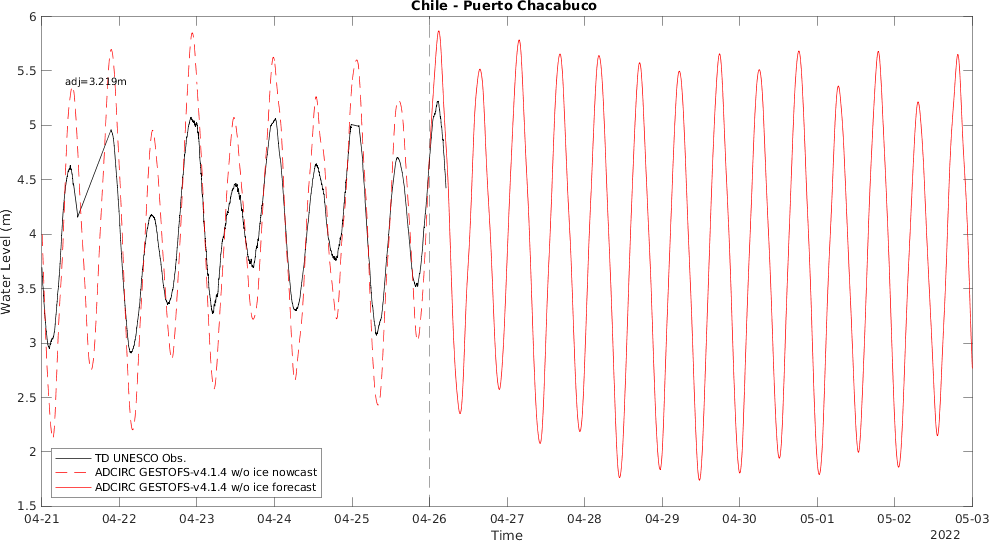 Chile - Puerto Chacabuco
6
5.5
5
4.5
4
3.5
3
2.5
2
1.5
Water Level (m)
adj=3.219m
TD UNESCO Obs.
ADCIRC GESTOFS-v4.1.4 w/o ice nowcast
ADCIRC GESTOFS-v4.1.4 w/o ice forecast
04-21 04-22 04-23 04-24 04-25 04-26 04-27 04-28 04-29 04-30 05-01 05-02 05-03
Time
2022